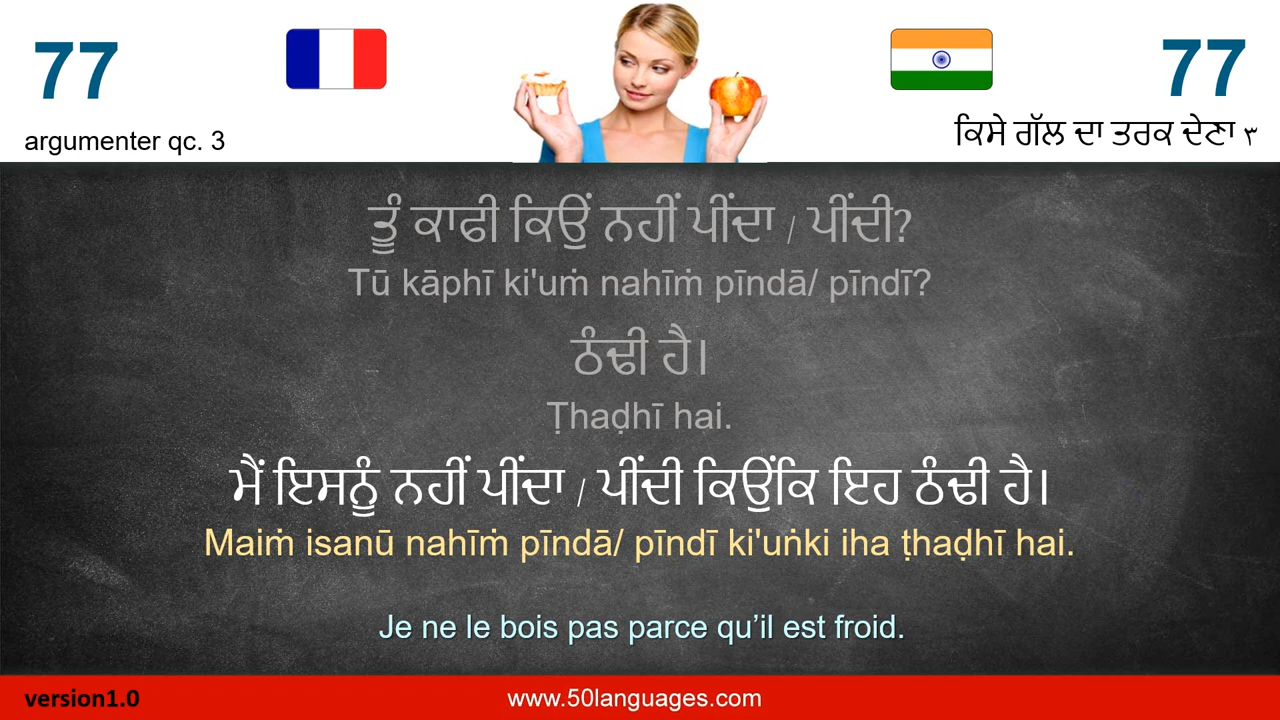 77
77
argumenter qc. 3
ਕਿਸੇ ਗੱਲ ਦਾ ਤਰਕ ਦੇਣਾ ੩
ਤੂੰ ਕਾਫੀ ਕਿਉਂ ਨਹੀਂ ਪੀਂਦਾ / ਪੀਂਦੀ?
Tū kāphī ki'uṁ nahīṁ pīndā/ pīndī?
ਠੰਢੀ ਹੈ।
Ṭhaḍhī hai.
ਮੈਂ ਇਸਨੂੰ ਨਹੀਂ ਪੀਂਦਾ / ਪੀਂਦੀ ਕਿਉਂਕਿ ਇਹ ਠੰਢੀ ਹੈ।
Maiṁ isanū nahīṁ pīndā/ pīndī ki'uṅki iha ṭhaḍhī hai.
Je ne le bois pas parce qu’il est froid.
version1.0
www.50languages.com